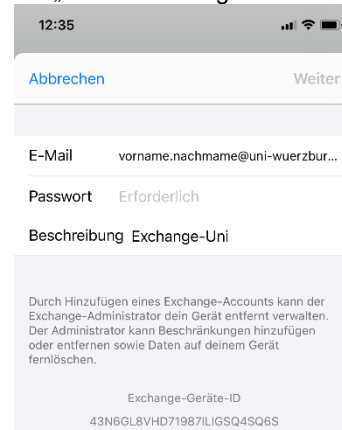 12:35
Abbrechen Weiter
E-Mail vorname.nachmame@uni-wuerzbur...
Passwort Erforderlich
Beschreibung Exchange-Uni
Durch Hinzufügen eines Exchange-Accounts kann der
Exchange-Administrator dein Gerät entfernt verwalten.
Der Administrator kann Beschränkungen hinzufügen
oder entfernen sowie Daten auf deinem Gerät
fernlöschen.
Exchange-Geräte-ID
43N6GL8VHD71987ILIGSQ4SQ6S